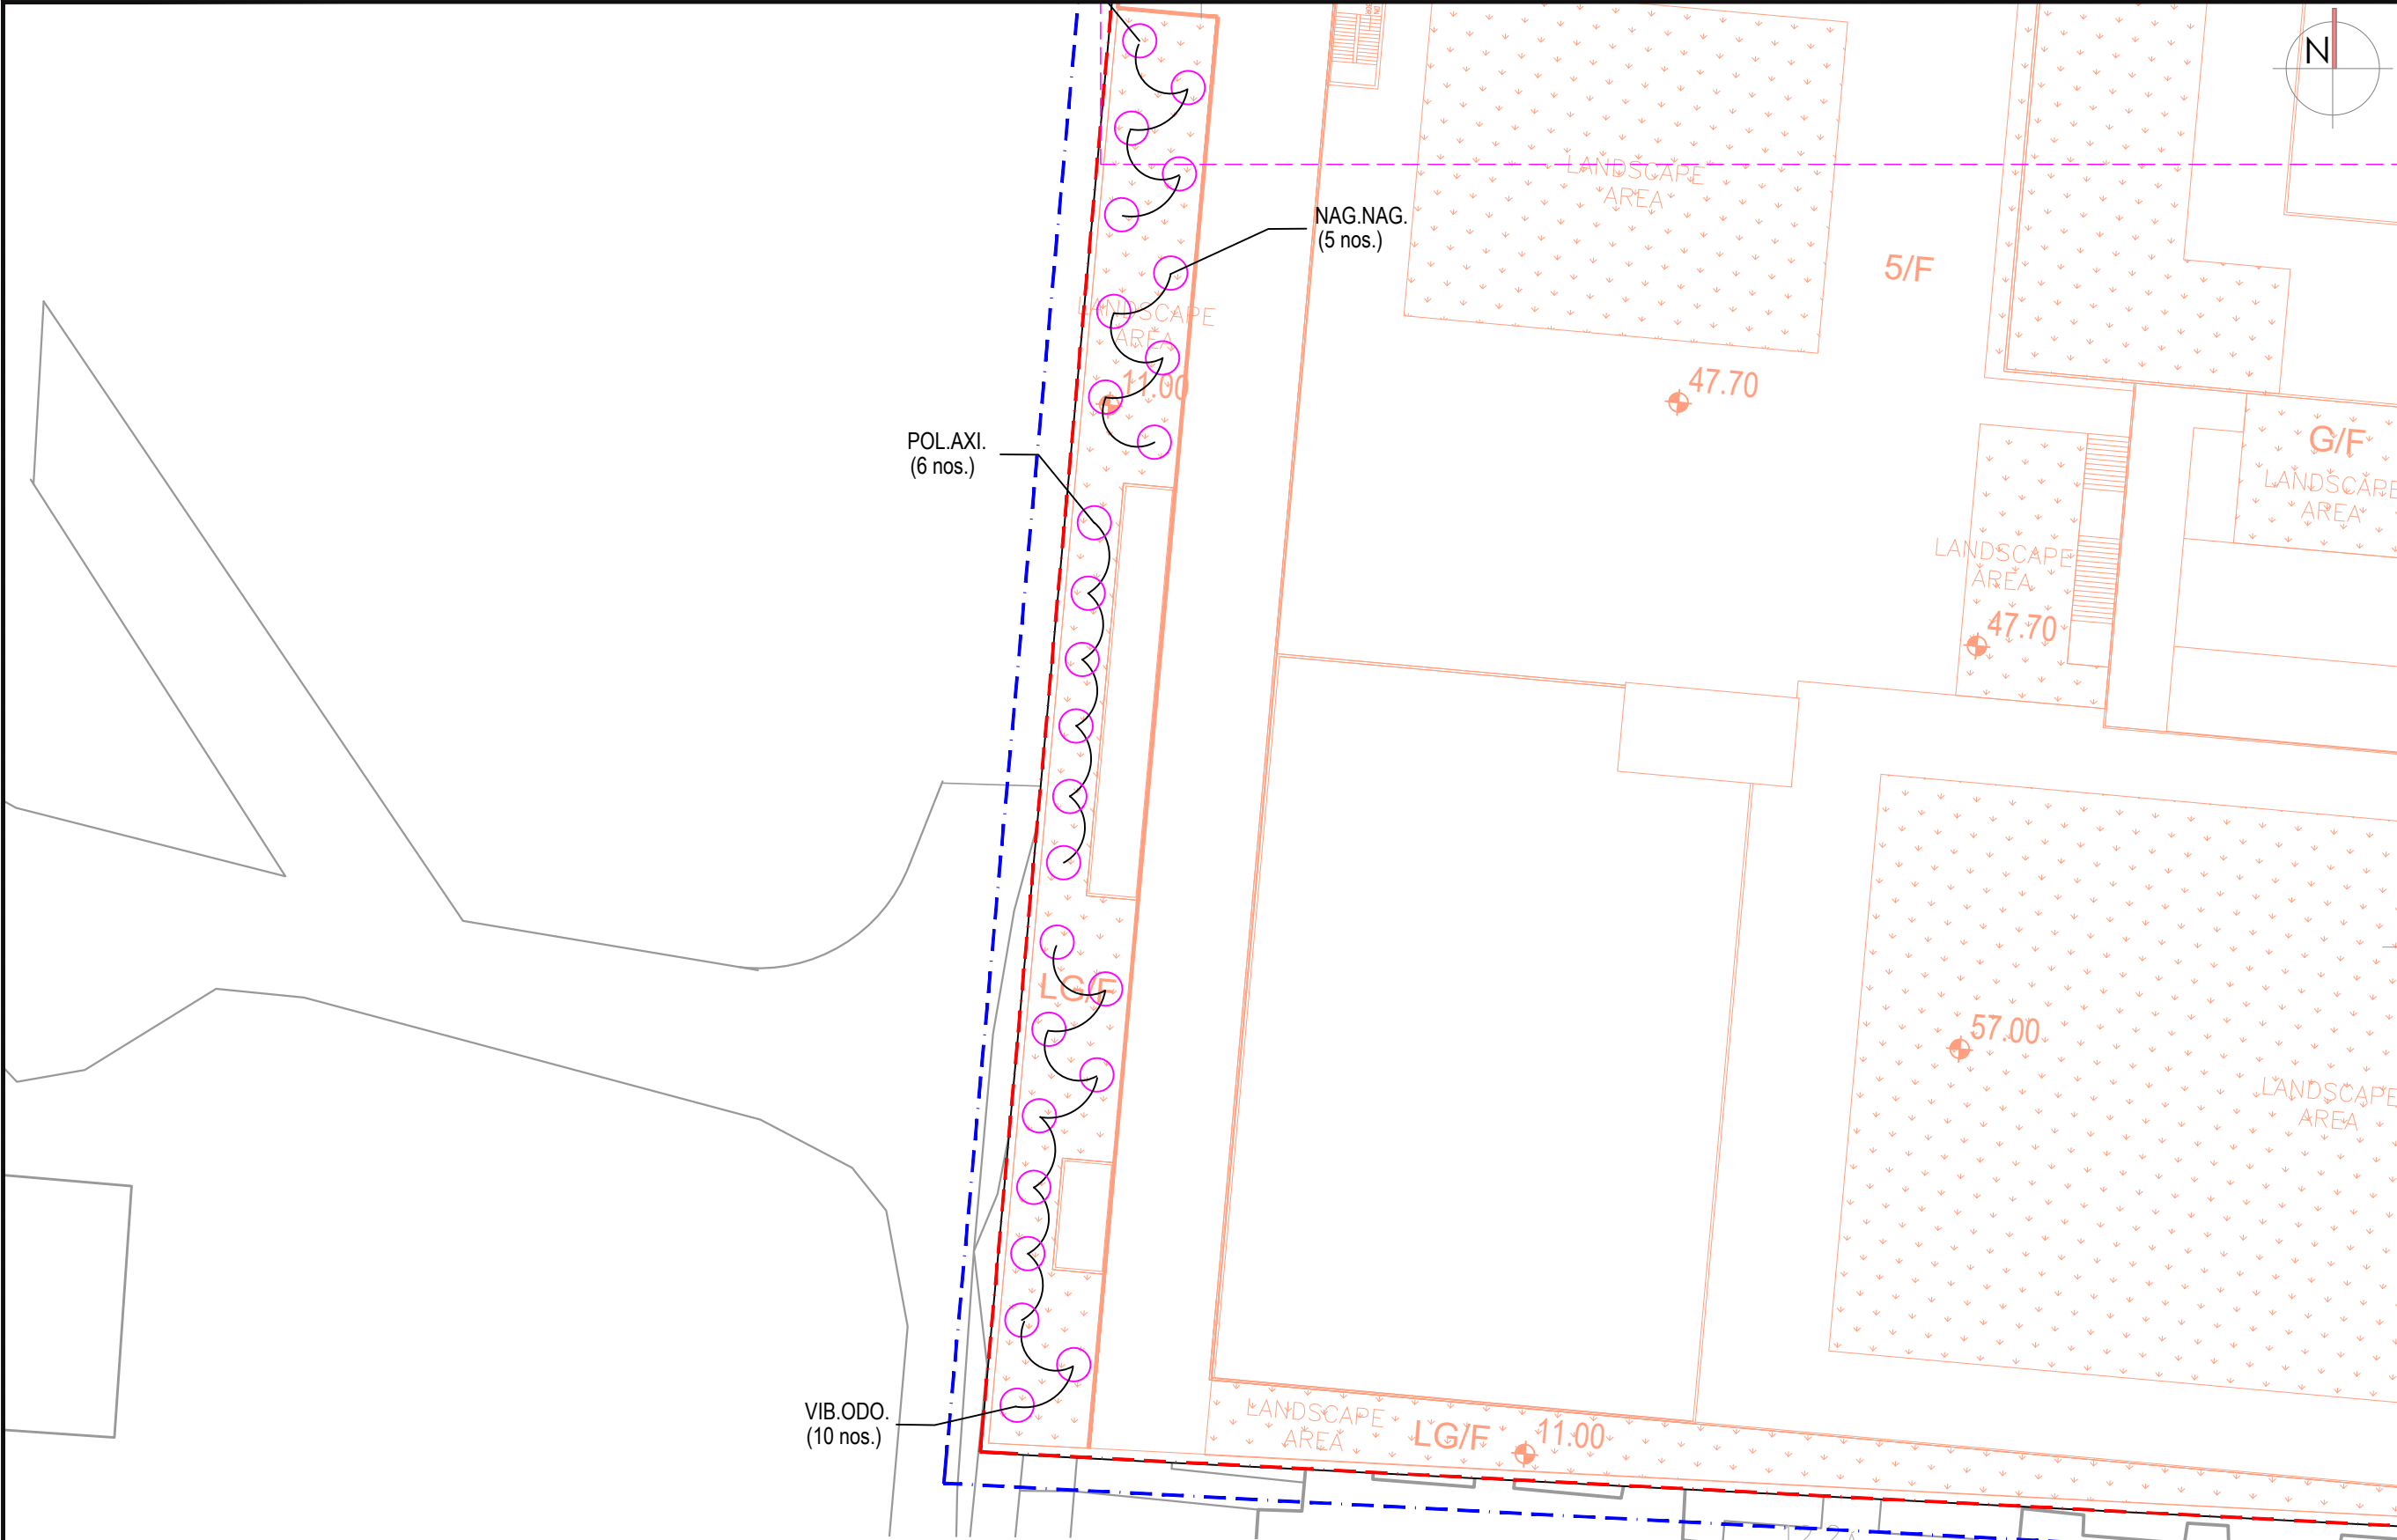 N
LANDSCAPE
AREA
NAG.NAG.
(5 nos.)
5/F
LANDSCAPE
AREA
11.00
47.70
POL.AXI.
(6 nos.)
G/F
LANDSCAPE
AREA
LANDSCAPE
AREA
47.70
LG/F
57.00
LANDSCAPE
AREA
VIB.ODO.
(10 nos.)
LANDSCAPE
AREA
LG/F
11.00